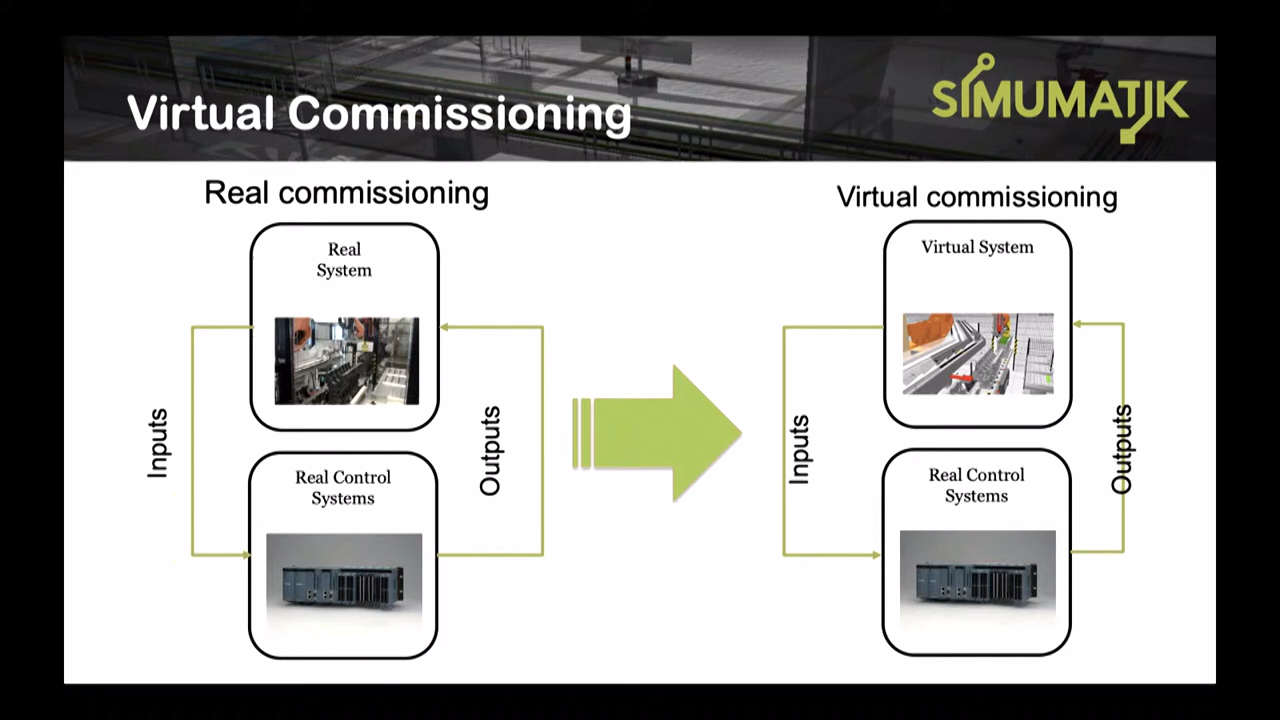 Virtual Commissioning
SIMUMATIK
Real commissioning
Real
System
Inputs
Outputs
Real Control
Systems
Virtual commissioning
Virtual System
Inputs
Outputs
Real Control
Systems